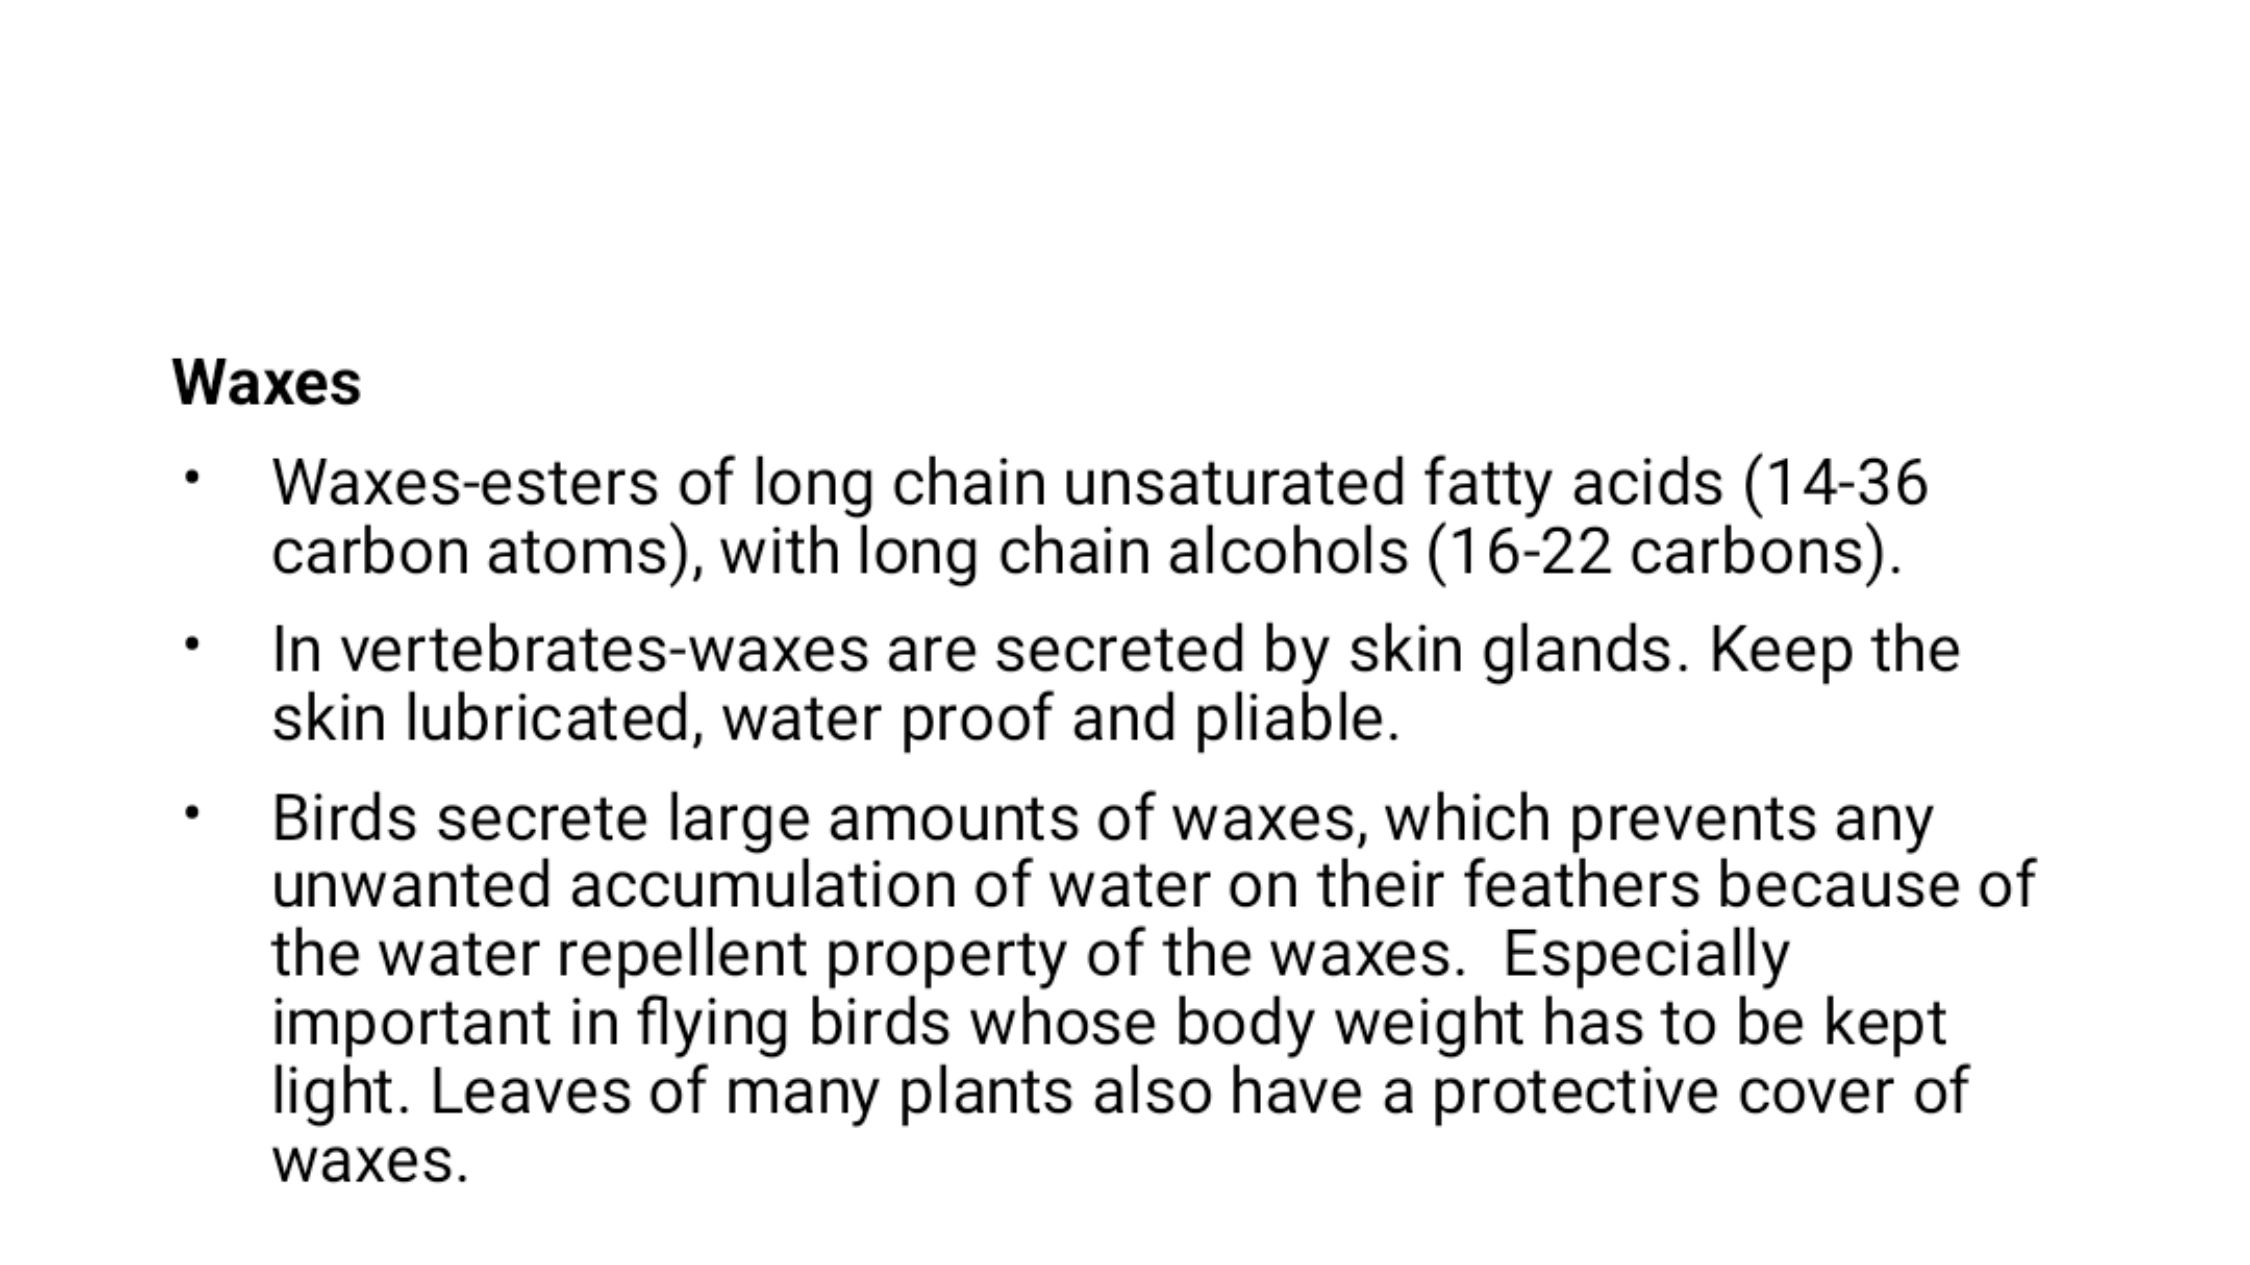 Waxes
• Waxes-esters of long chain unsaturated fatty acids (14-36
carbon atoms), with long chain alcohols (16-22 carbons).
• In vertebrates-waxes are secreted by skin glands. Keep the
skin lubricated, water proof and pliable.
• Birds secrete large amounts of waxes, which prevents any
unwanted accumulation of water on their feathers because of
the water repellent property of the waxes.  Especially
important in flying birds whose body weight has to be kept
light. Leaves of many plants also have a protective cover of
waxes.